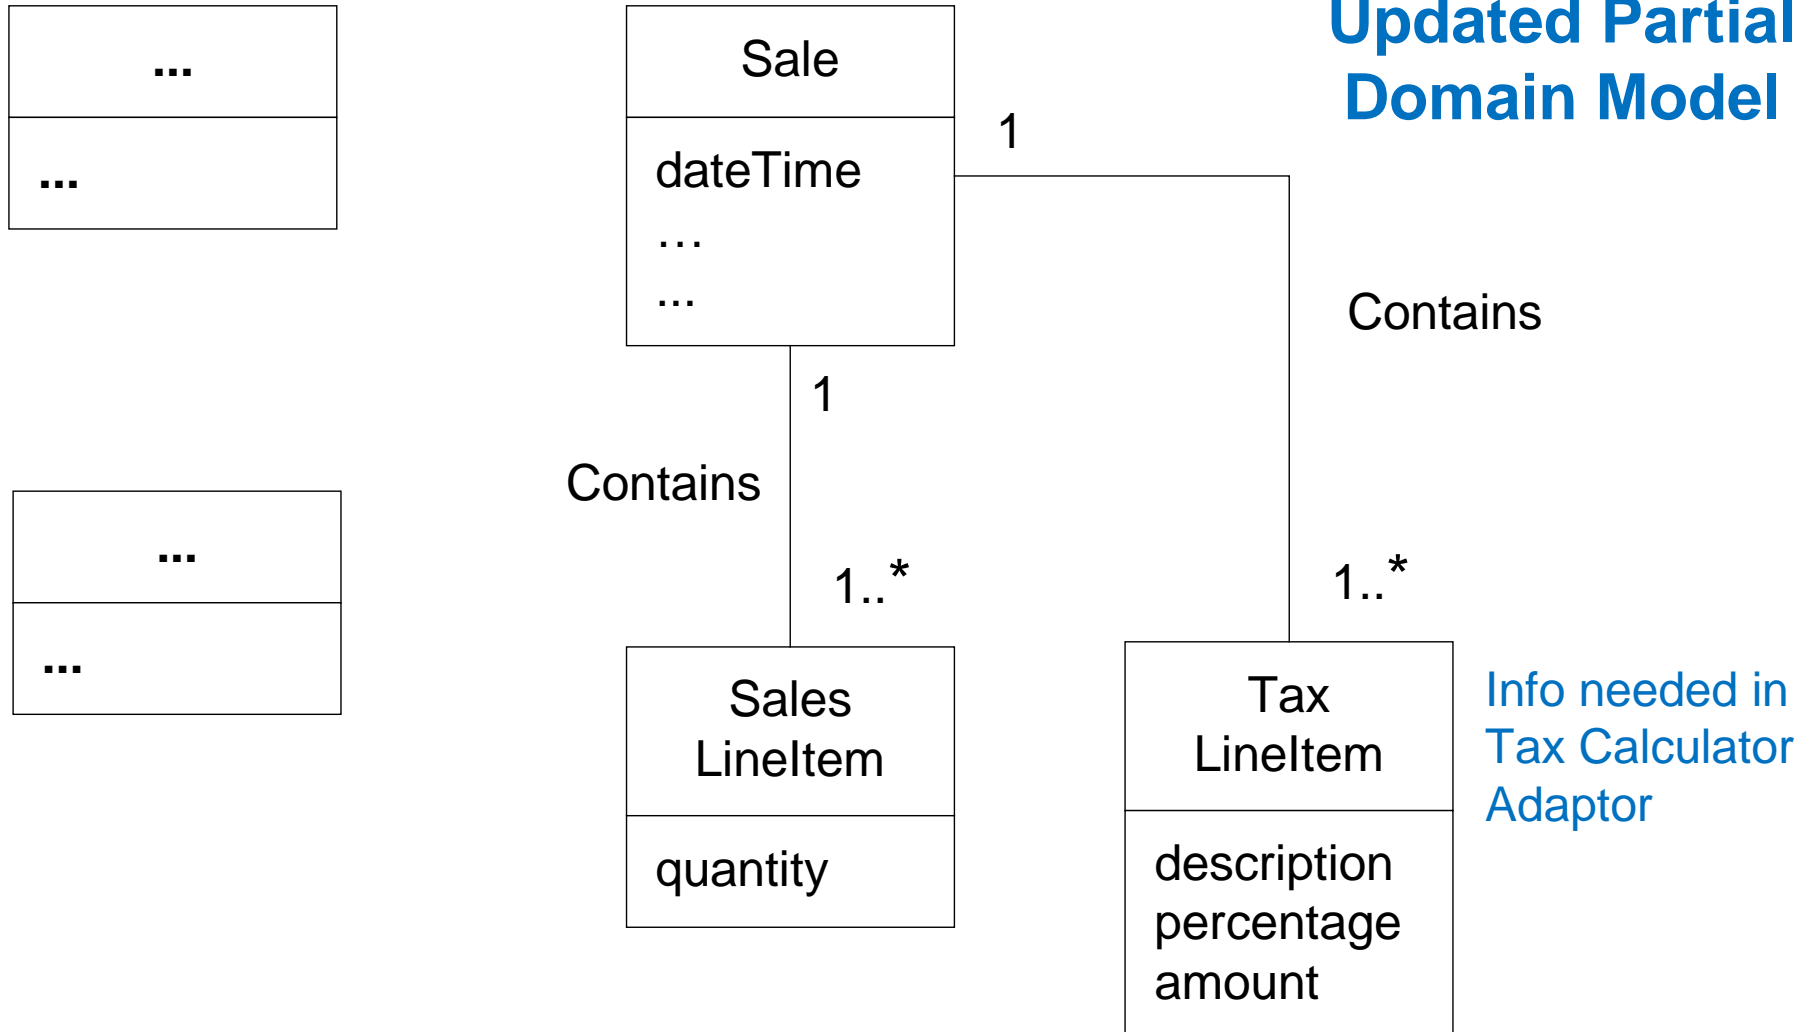 Updated Partial
Domain Model
...
...
Sale
dateTime
…
...
1
Contains
1
Contains
1..*
1..*
...
...
Sales
LineItem
quantity
Tax
LineItem
description
percentage
amount
Info needed in
Tax Calculator
Adaptor